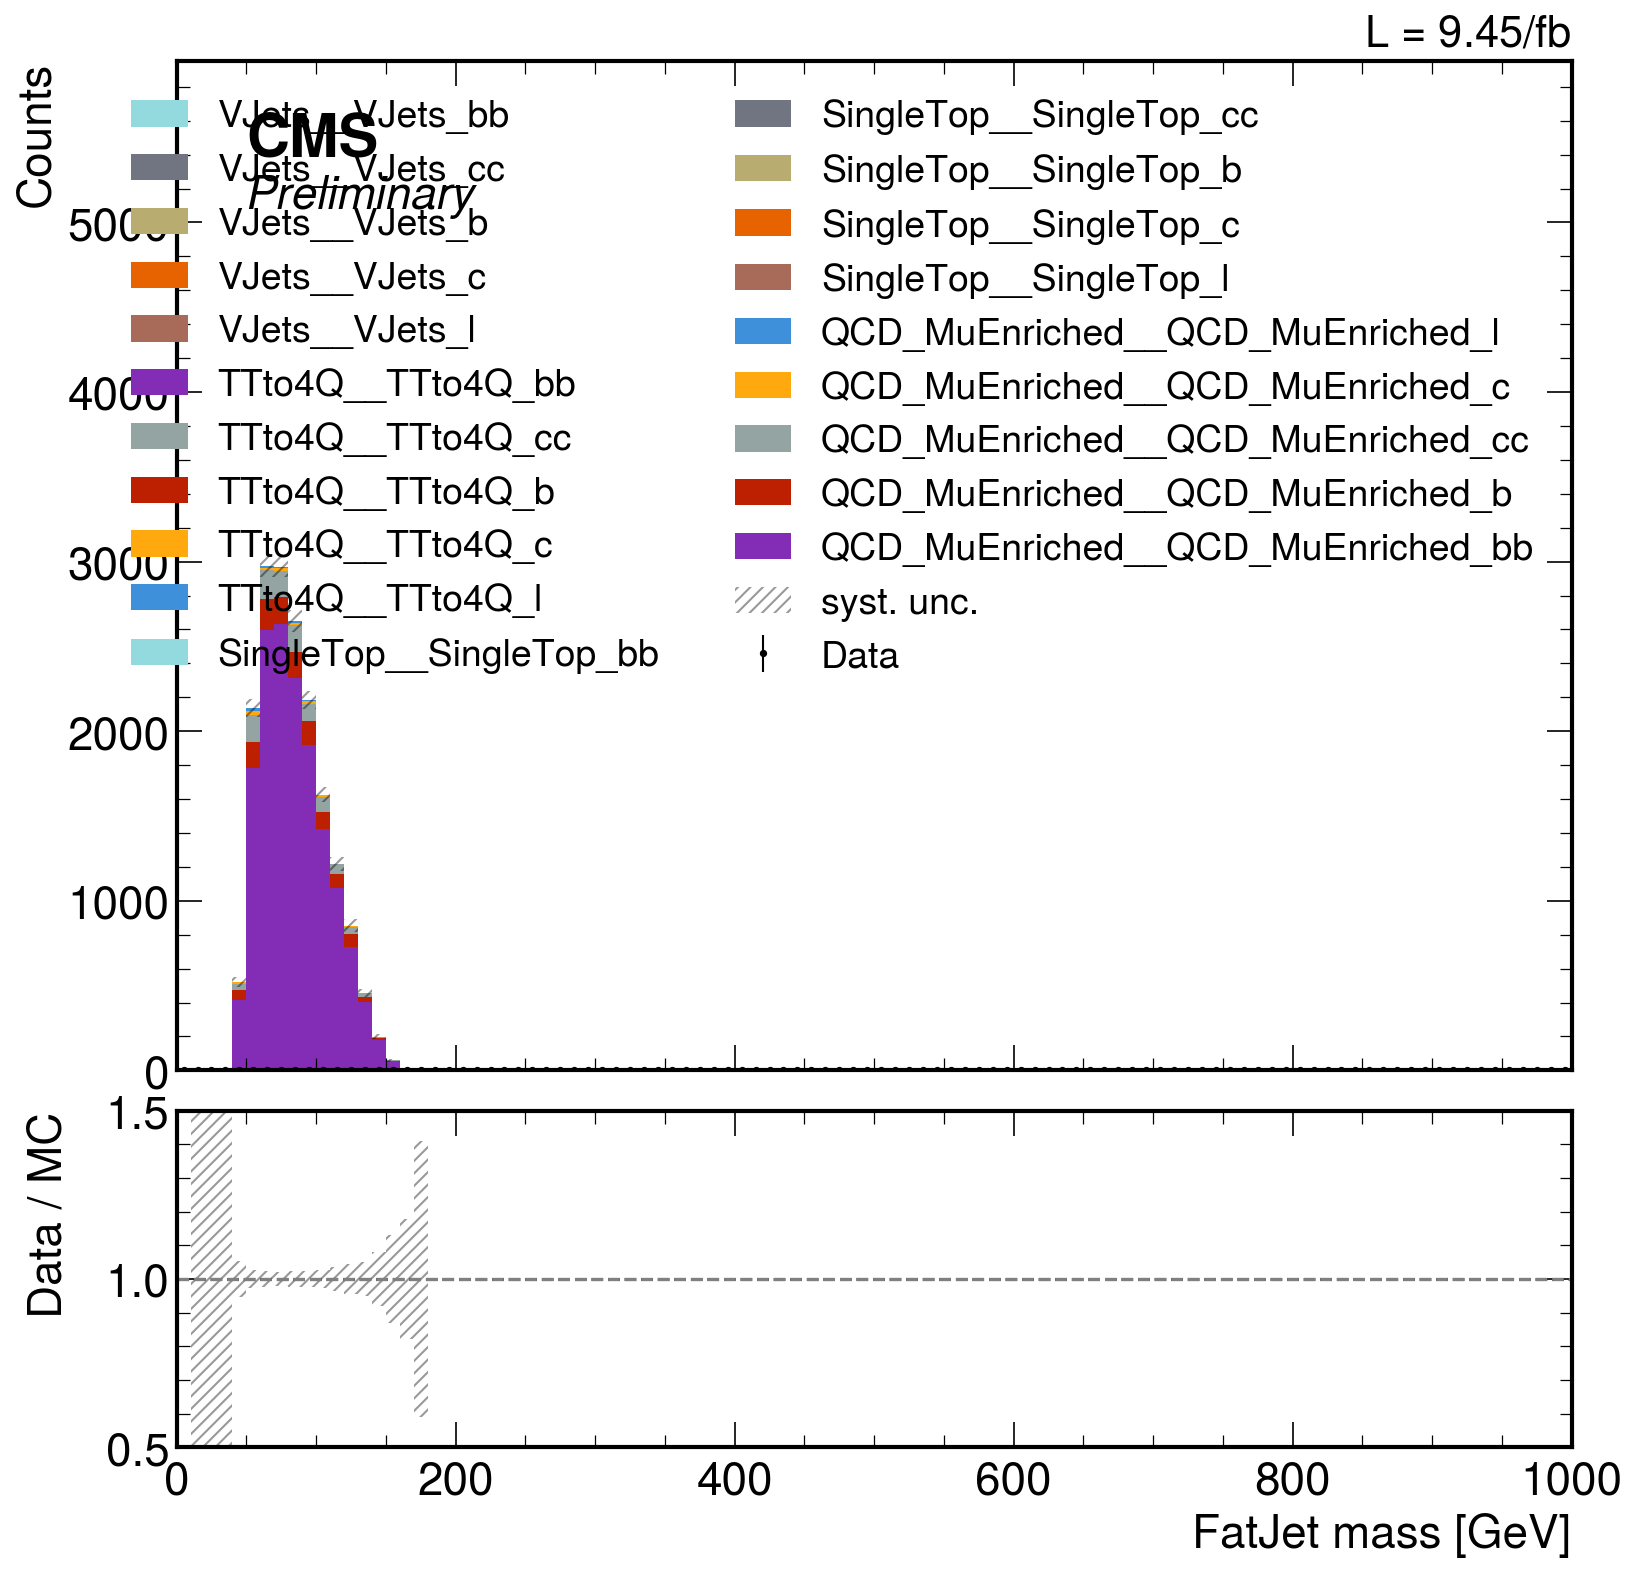 L = 9.45/fb
Counts
CMS
Preliminary
VJets__VJets_bb
VJets__VJets_cc
VJets__VJets_b
VJets__VJets_c
VJets__VJets_l
TTto4Q__TTto4Q_bb
TTto4Q__TTto4Q_cc
TTto4Q__TTto4Q_b
TTto4Q__TTto4Q_c
TTto4Q__TTto4Q_l
SingleTop__SingleTop_bb
SingleTop__SingleTop_cc
SingleTop__SingleTop_b
SingleTop__SingleTop_c
SingleTop__SingleTop_l
QCD_MuEnriched__QCD_MuEnriched_l
QCD_MuEnriched__QCD_MuEnriched_c
QCD_MuEnriched__QCD_MuEnriched_cc
QCD_MuEnriched__QCD_MuEnriched_b
QCD_MuEnriched__QCD_MuEnriched_bb
syst. unc.
Data
5000
4000
3000
2000
1000
0
Data / MC
1.5
1.0
0.5
0 200 400 600 800 1000
FatJet mass [GeV]